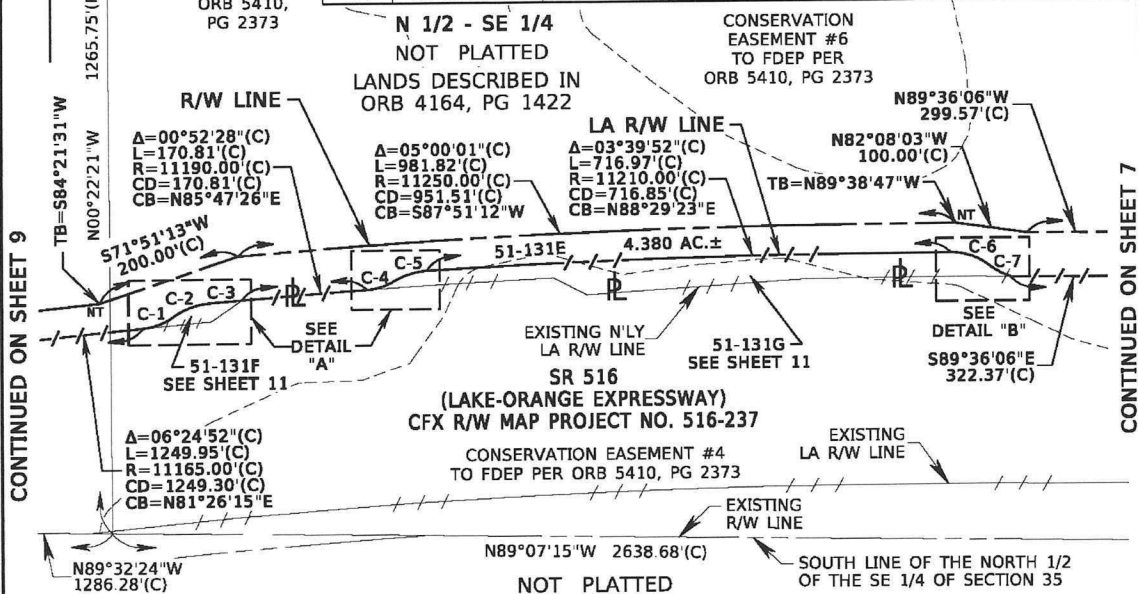 ORB 5410,
PG 2373
1265.75'(
N00°22'21"W
TB=S84°21'31"W
N 1/2 - SE 1/4
NOT PLATTED
LANDS DESCRIBED IN
ORB 4164, PG 1422
CONSERVATION
EASEMENT #6
TO FDEP PER
ORB 5410, PG 2373
R/W LINE
LA R/W LINE
N89°36'06"W
299.57'(C)
N82°08'03"W
100.00'(C)
TB=N89°38'47"W
Δ=00°52'28"(C)
L=170.81'(C)
R=11190.00'(C)
CD=170.81'(C)
CB=N85°47'26"E
Δ=05°00'01"(C)
L=981.82'(C)
R=11250.00'(C)
CD=951.51'(C)
CB=S87°51'12"W
Δ=03°39'52"(C)
L=716.97'(C)
R=11210.00'(C)
CD=716.85'(C)
CB=N88°29'23"E
S71°51'13"W
200.00'(C)
NT
C-1
C-2
C-3
PL
C-4
C-5
51-131E
4.380 AC.±
PL
PL
NT
C-6
C-7
CONTINUED ON SHEET 9
CONTINUED ON SHEET 7
SEE
DETAIL
"A"
51-131F
SEE SHEET 11
EXISTING N'LY
LA R/W LINE
51-131G
SEE SHEET 11
SEE
DETAIL "B"
S89°36'06"E
322.37'(C)
SR 516
(LAKE-ORANGE EXPRESSWAY)
CFX R/W MAP PROJECT NO. 516-237
Δ=06°24'52"(C)
L=1249.95'(C)
R=11165.00'(C)
CD=1249.30'(C)
CB=N81°26'15"E
CONSERVATION EASEMENT #4
TO FDEP PER ORB 5410, PG 2373
EXISTING
LA R/W LINE
EXISTING
R/W LINE
N89°32'24"W
1286.28'(C)
N89°07'15"W 2638.68'(C)
NOT PLATTED
SOUTH LINE OF THE NORTH 1/2
OF THE SE 1/4 OF SECTION 35